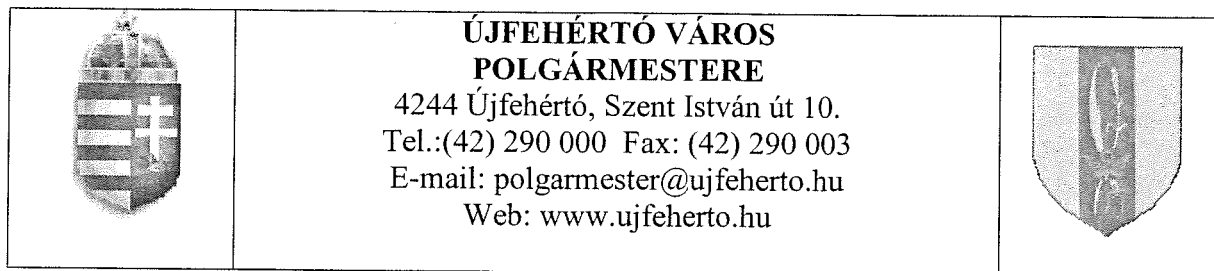 ÚJFEHÉRTÓ VÁROS
POLGÁRMESTERE
4244 Újfehértó, Szent István út 10.
Tel.:(42) 290 000 Fax: (42) 290 003
E-mail: polgarmester@ujfeherto.hu
Web: www.ujfeherto.hu